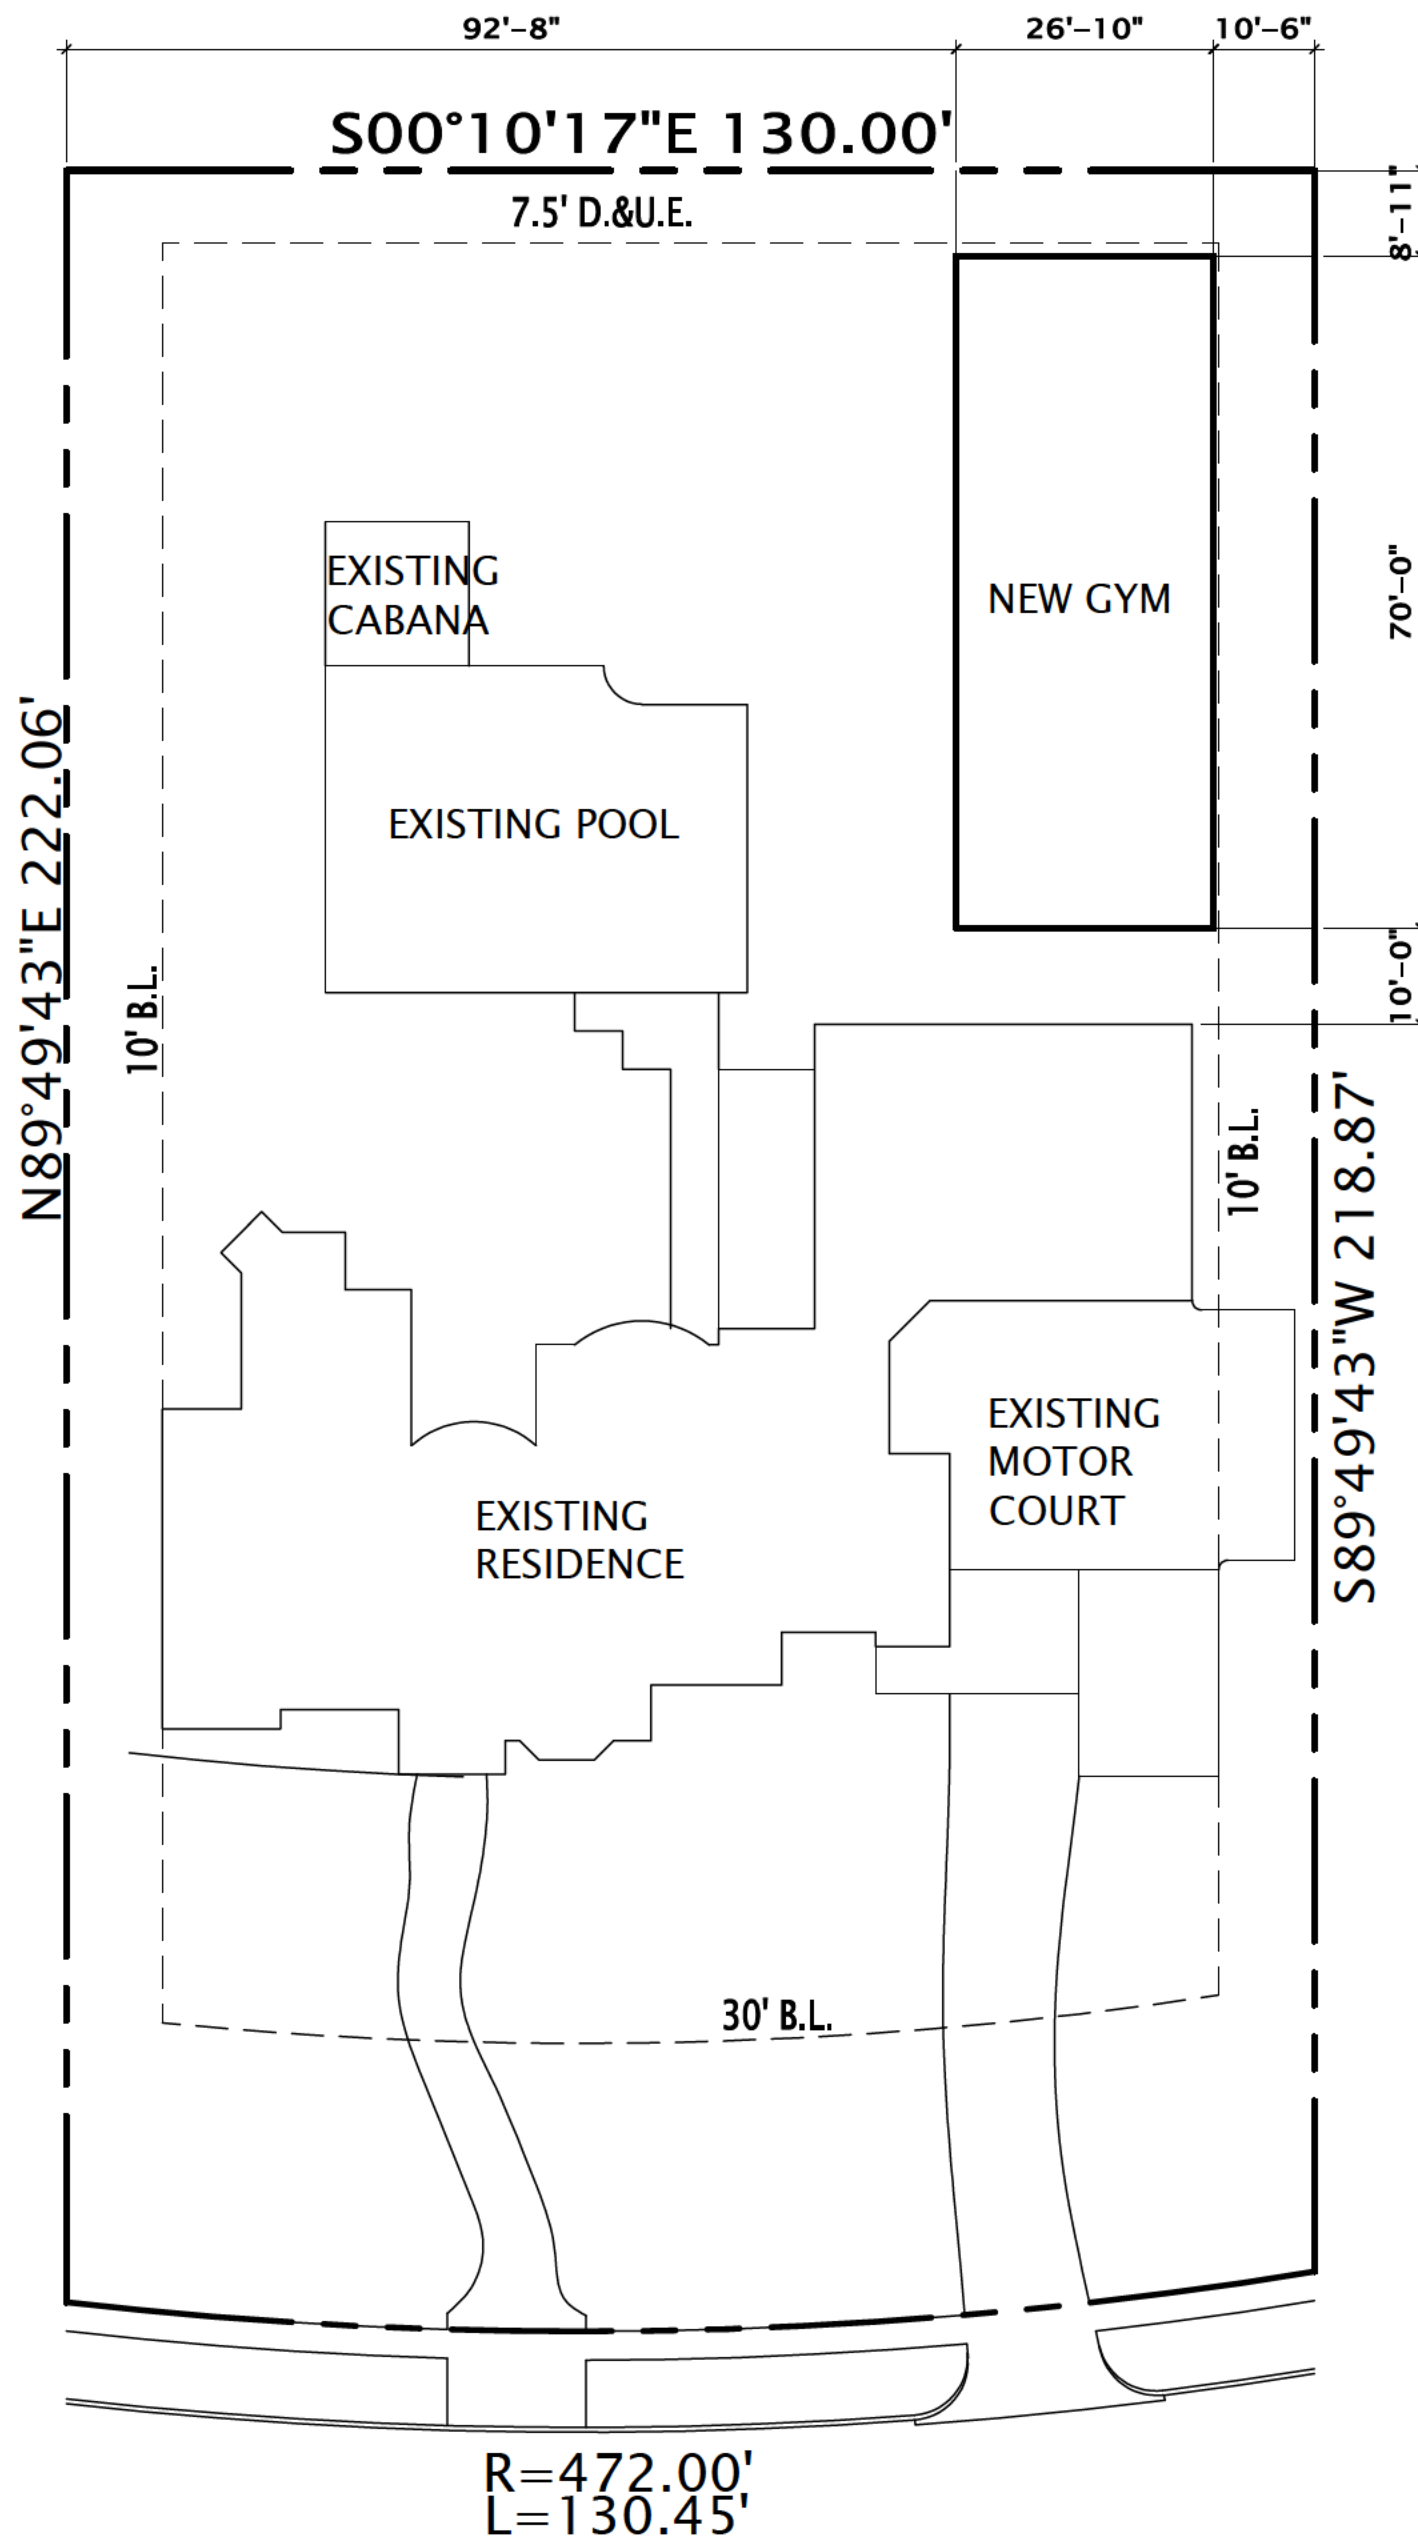 92'-8"
26'-10"
10'-6"
S00°10'17"E 130.00'
7.5' D.&U.E.
8'-11"
EXISTING
CABANA
NEW GYM
70'-0"
N89°49'43"E 222.06'
EXISTING POOL
10' B.L.
10'-0"
10' B.L.
S89°49'43"W 218.87'
EXISTING
MOTOR
COURT
EXISTING
RESIDENCE
30' B.L.
R=472.00'
L=130.45'